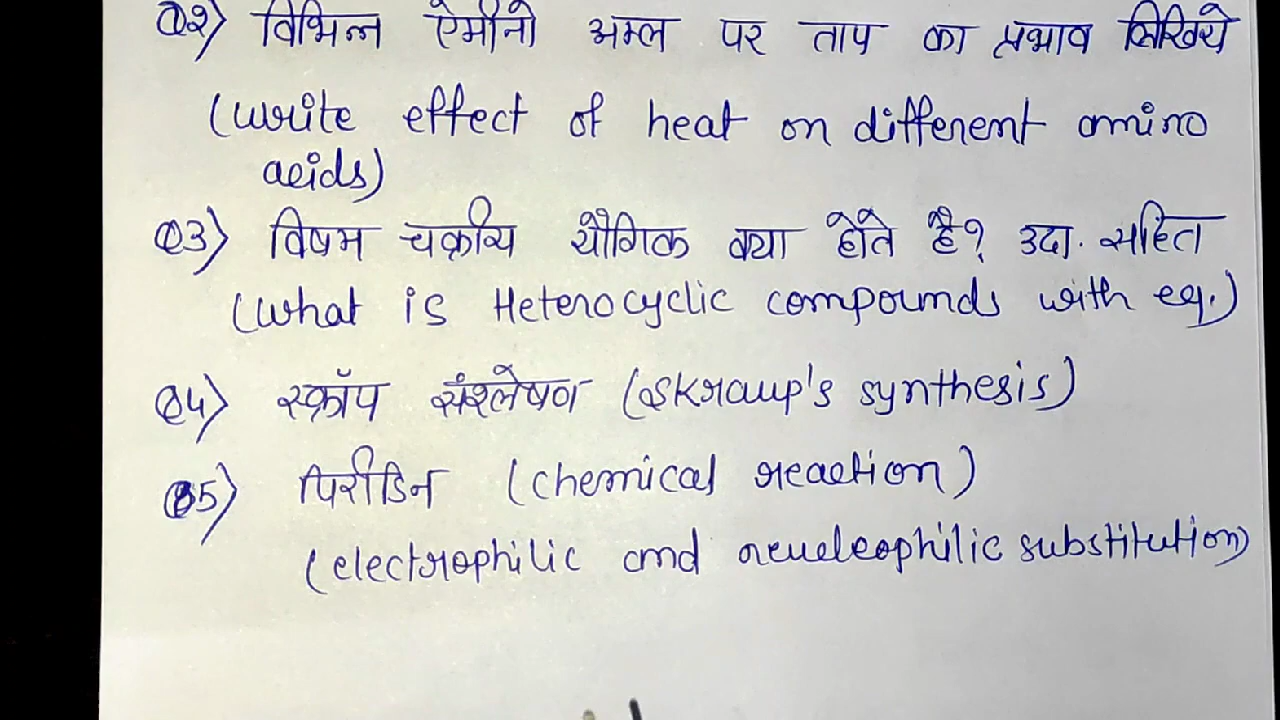 Q2) विभिन्न ऐमीनो अम्ल पर ताप का प्रभाव लिखिये
(write effect of heat on different amino
acids)
Q3) विषम चक्रीय यौगिक क्या होते है? उदा. सहित
(what is Heterocyclic compounds with eg.)
Q4) स्क्रॉप संश्लेषण (skraup's synthesis)
Q5) पिरीडिन (chemical reaction)
(electrophilic and neucleophilic substitution)